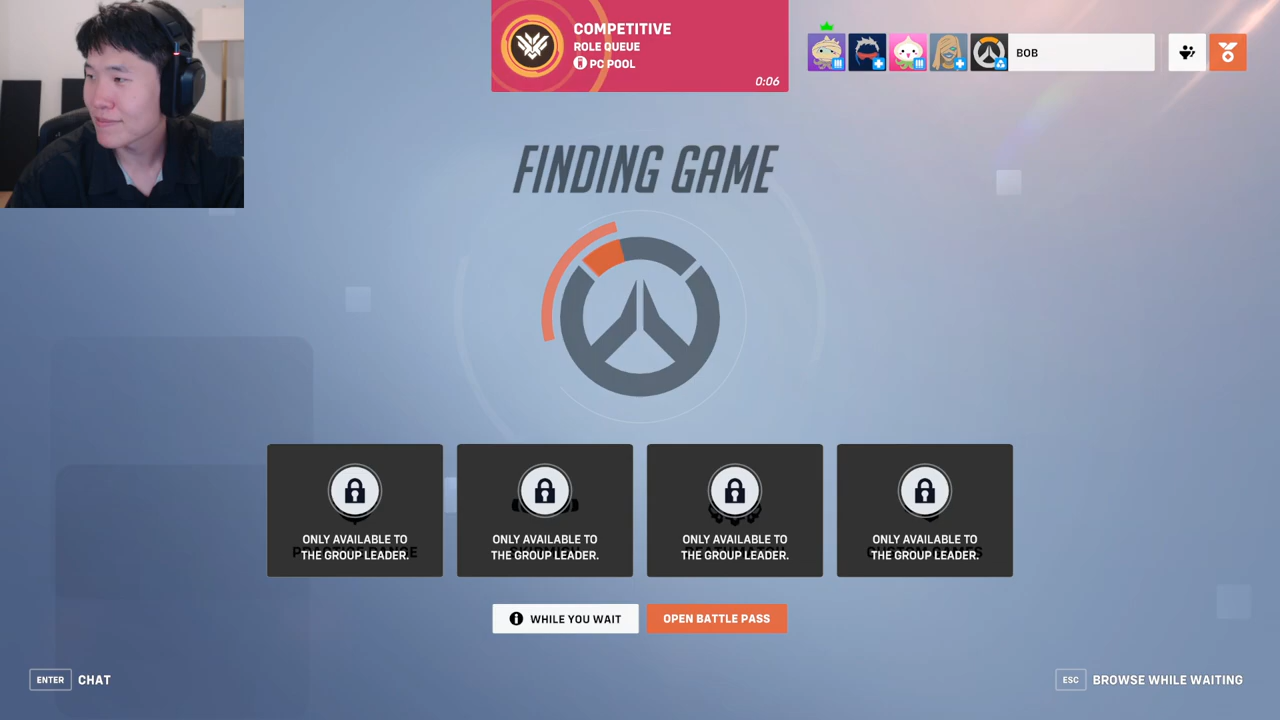 COMPETITIVE
ROLE QUEUE
PC POOL
0:06
BOB
FINDING GAME
ONLY AVAILABLE TO
THE GROUP LEADER.
ONLY AVAILABLE TO
THE GROUP LEADER.
ONLY AVAILABLE TO
THE GROUP LEADER.
ONLY AVAILABLE TO
THE GROUP LEADER.
WHILE YOU WAIT
OPEN BATTLE PASS
ENTER CHAT
ESC BROWSE WHILE WAITING